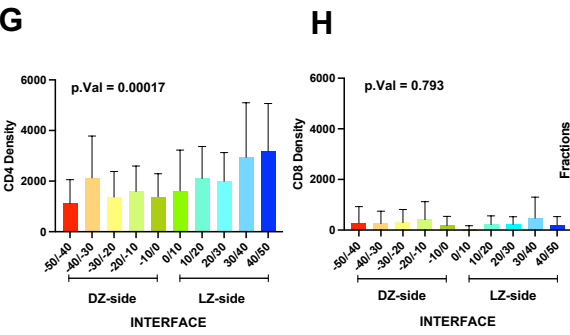 G
H
6000
4000
2000
0
CD4 Density
p.Val = 0.00017
-50/-40
-40/-30
-30/-20
-20/-10
-10/0
0/10
10/20
20/30
30/40
40/50
DZ-side
LZ-side
INTERFACE
6000
4000
2000
0
CD8 Density
p.Val = 0.793
-50/-40
-40/-30
-30/-20
-20/-10
-10/0
0/10
10/20
20/30
30/40
40/50
DZ-side
LZ-side
INTERFACE
Fractions